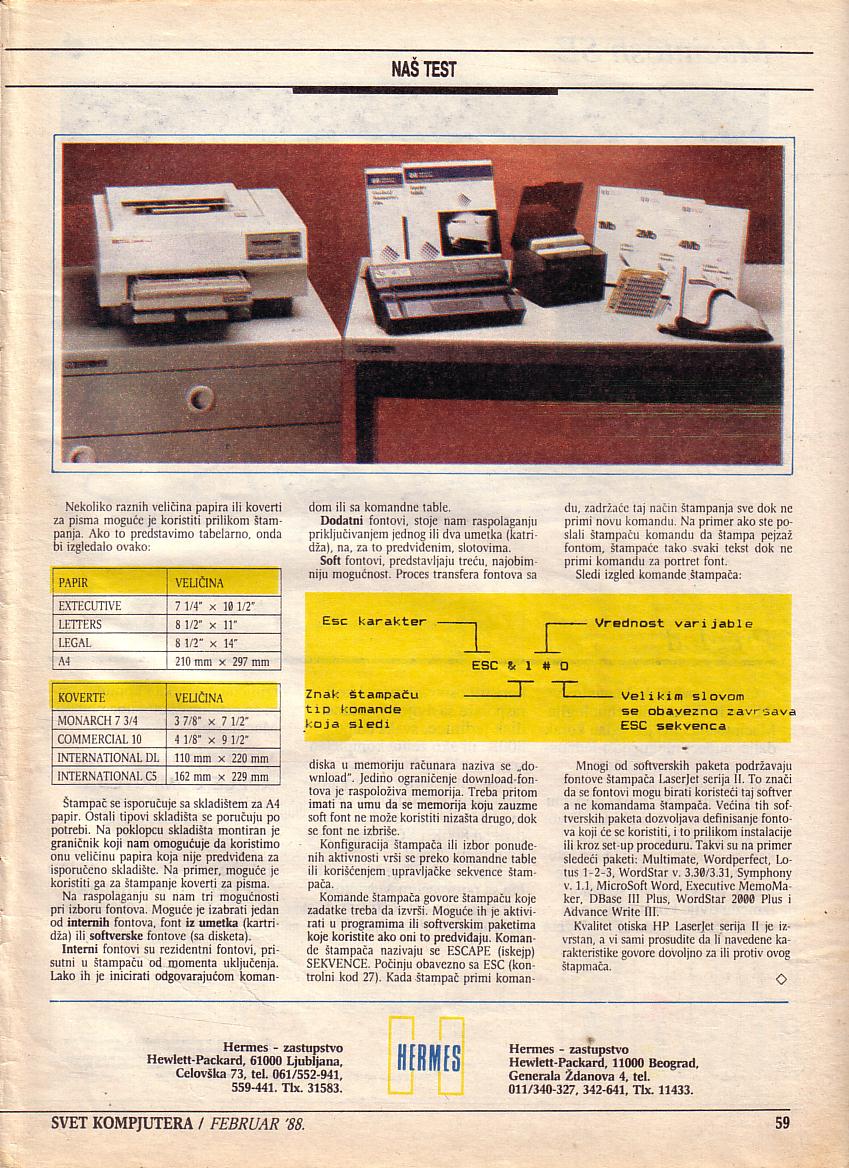 NAŠ TEST
1Mb
2Mb
4Mb
Nekoliko raznih veličina papira ili koverti
za pisma moguće je koristiti prilikom štam-
panja. Ako to predstavimo tabelarno, onda
bi izgledalo ovako:
PAPIR VELIČINA
EXTECUTIVE 7 1/4" × 10 1/2"
LETTERS 8 1/2" × 11"
LEGAL 8 1/2" × 14"
A4 210 mm × 297 mm
KOVERTE VELIČINA
MONARCH 7 3/4 3 7/8" × 7 1/2"
COMMERCIAL 10 4 1/8" × 9 1/2"
INTERNATIONAL DL 110 mm × 220 mm
INTERNATIONAL C5 162 mm × 229 mm
Štampač se isporučuje sa skladištem za A4
papir. Ostali tipovi skladišta se poručuju po
potrebi. Na poklopcu skladišta montiran je
graničnik koji nam omogućuje da koristimo
onu veličinu papira koja nije predviđena za
isporučeno skladište. Na primer, moguće je
koristiti ga za štampanje koverti za pisma.
Na raspolaganju su nam tri mogućnosti
pri izboru fontova. Moguće je izabrati jedan
od internih fontova, font iz umetka (kartri-
dža) ili softverske fontove (sa disketa).
Interni fontovi su rezidentni fontovi, pri-
sutni u štampaču od momenta uključenja.
Lako ih je inicirati odgovarajućom koman-
dom ili sa komandne table.
Dodatni fontovi, stoje nam raspolaganju
priključivanjem jednog ili dva umetka (katri-
dža), na, za to predviđenim, slotovima.
Soft fontovi, predstavljaju treću, najobim-
niju mogućnost. Proces transfera fontova sa
du, zadržaće taj način štampanja sve dok ne
primi novu komandu. Na primer ako ste po-
slali štampaču komandu da štampa pejzaž
fontom, štampaće tako svaki tekst dok ne
primi komandu za portret font.
Sledi izgled komande štampača:
Esc karakter Vrednost varijable
ESC & l # O
Znak štampaču
tip komande
koja sledi
Velikim slovom
se obavezno završava
ESC sekvenca
diska u memoriju računara naziva se „do-
wnload”. Jedino ograničenje download-fon-
tova je raspoloživa memorija. Treba pritom
imati na umu da se memorija koju zauzme
soft font ne može koristiti nizašta drugo, dok
se font ne izbriše.
Konfiguracija štampača ili izbor ponuđe-
nih aktivnosti vrši se preko komandne table
ili korišćenjem upravljačke sekvence štam-
pača.
Komande štampača govore štampaču koje
zadatke treba da izvrši. Moguće ih je aktivi-
rati u programima ili softverskim paketima
koje koristite ako oni to predviđaju. Koman-
de štampača nazivaju se ESCAPE (iskejp)
SEKVENCE. Počinju obavezno sa ESC (kon-
trolni kod 27). Kada štampač primi koman-
Mnogi od softverskih paketa podržavaju
fontove štampača LaserJet serija II. To znači
da se fontovi mogu birati koristeći taj softver
a ne komandama štampača. Većina tih sof-
tverskih paketa dozvoljava definisanje fonto-
va koji će se koristiti, i to prilikom instalacije
ili kroz set-up proceduru. Takvi su na primer
sledeći paketi: Multimate, Wordperfect, Lo-
tus 1-2-3, WordStar v. 3.30/3.31, Symphony
v. 1.1, MicroSoft Word, Executive MemoMa-
ker, DBase III Plus, WordStar 2000 Plus i
Advance Write III.
Kvalitet otiska HP LaserJet serija II je iz-
vrstan, a vi sami prosudite da li navedene ka-
rakteristike govore dovoljno za ili protiv ovog
štapmača.
Hermes – zastupstvo
Hewlett-Packard, 61000 Ljubljana,
Celovška 73, tel. 061/552-941,
559-441. Tlx. 31583.
HERMES
Hermes – zastupstvo
Hewlett-Packard, 11000 Beograd,
Generala Ždanova 4, tel.
011/340-327, 342-641, Tlx. 11433.
SVET KOMPJUTERA / FEBRUAR '88. 59